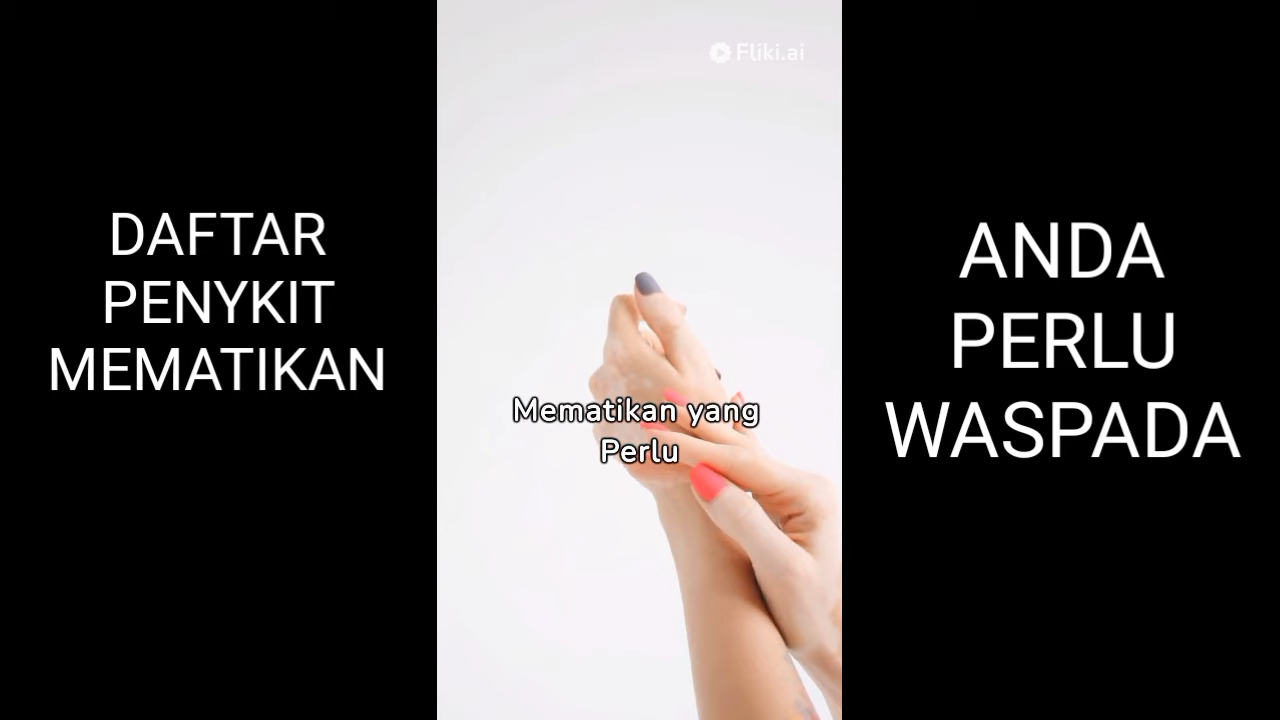 DAFTAR
PENYKIT
MEMATIKAN
Fliki.ai
Mematikan yang
Perlu
ANDA
PERLU
WASPADA